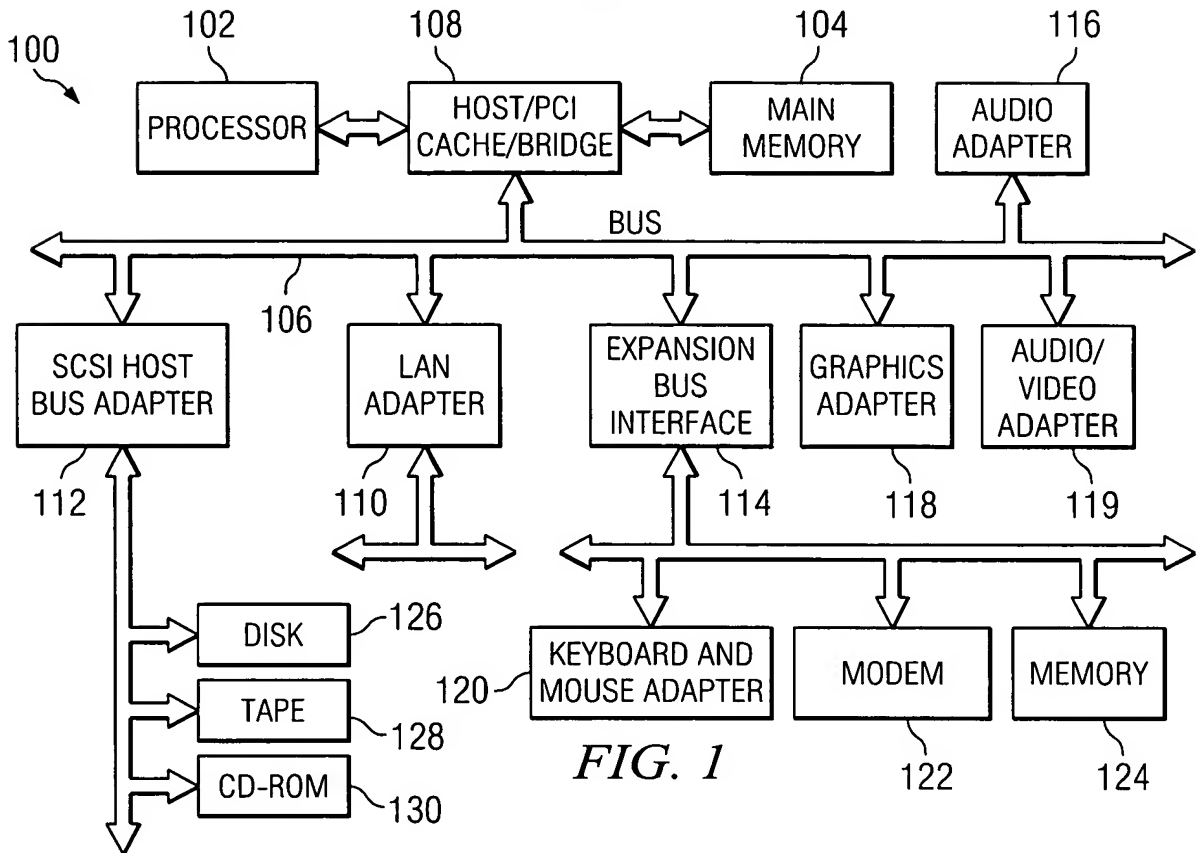 100
102
108
104
116
PROCESSOR
HOST/PCI
CACHE/BRIDGE
MAIN
MEMORY
AUDIO
ADAPTER
BUS
106
SCSI HOST
BUS ADAPTER
LAN
ADAPTER
EXPANSION
BUS
INTERFACE
GRAPHICS
ADAPTER
AUDIO/
VIDEO
ADAPTER
112
110
114
118
119
DISK
126
TAPE
128
CD-ROM
130
120
KEYBOARD AND
MOUSE ADAPTER
MODEM
MEMORY
122
124
FIG. 1